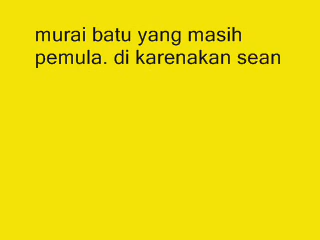 murai batu yang masih
pemula. di karenakan sean